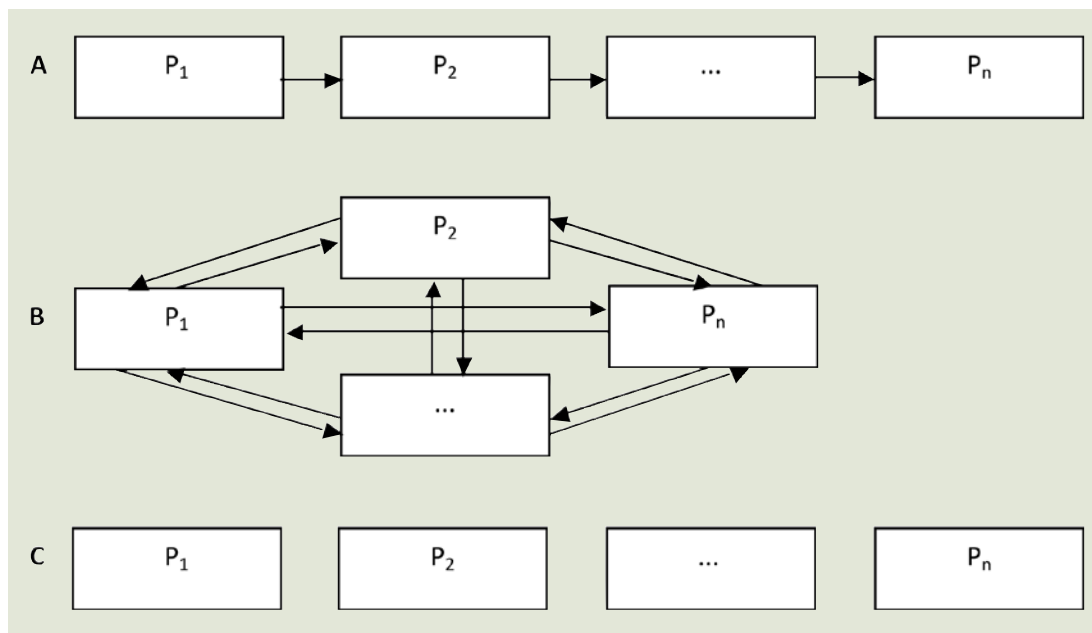 A P₁ P₂ ... Pₙ
P₂
B P₁ Pₙ
...
C P₁ P₂ ... Pₙ